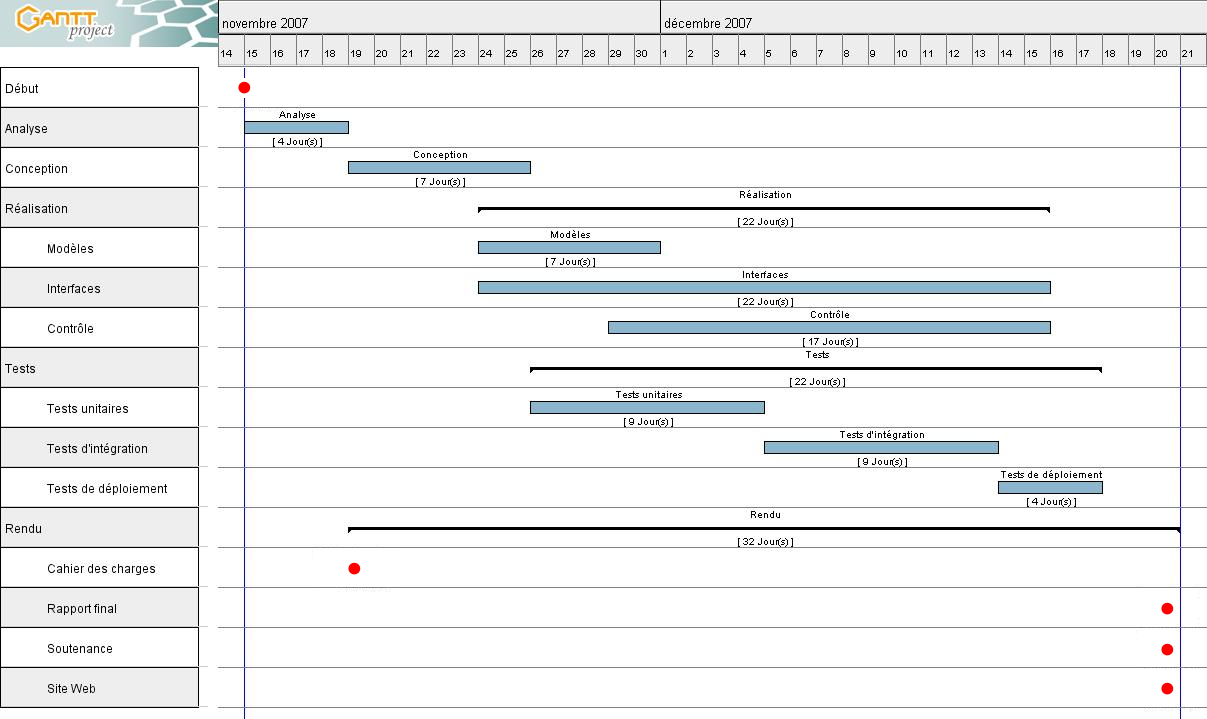 GANTT
project
novembre 2007
décembre 2007
14 15 16 17 18 19 20 21 22 23 24 25 26 27 28 29 30 1 2 3 4 5 6 7 8 9 10 11 12 13 14 15 16 17 18 19 20 21
Début
Analyse
Analyse
[ 4 Jour(s) ]
Conception
Conception
[ 7 Jour(s) ]
Réalisation
Réalisation
[ 22 Jour(s) ]
Modèles
Modèles
[ 7 Jour(s) ]
Interfaces
Interfaces
[ 22 Jour(s) ]
Contrôle
Contrôle
[ 17 Jour(s) ]
Tests
Tests
[ 22 Jour(s) ]
Tests unitaires
Tests unitaires
[ 9 Jour(s) ]
Tests d'intégration
Tests d'intégration
[ 9 Jour(s) ]
Tests de déploiement
Tests de déploiement
[ 4 Jour(s) ]
Rendu
Rendu
[ 32 Jour(s) ]
Cahier des charges
Rapport final
Soutenance
Site Web